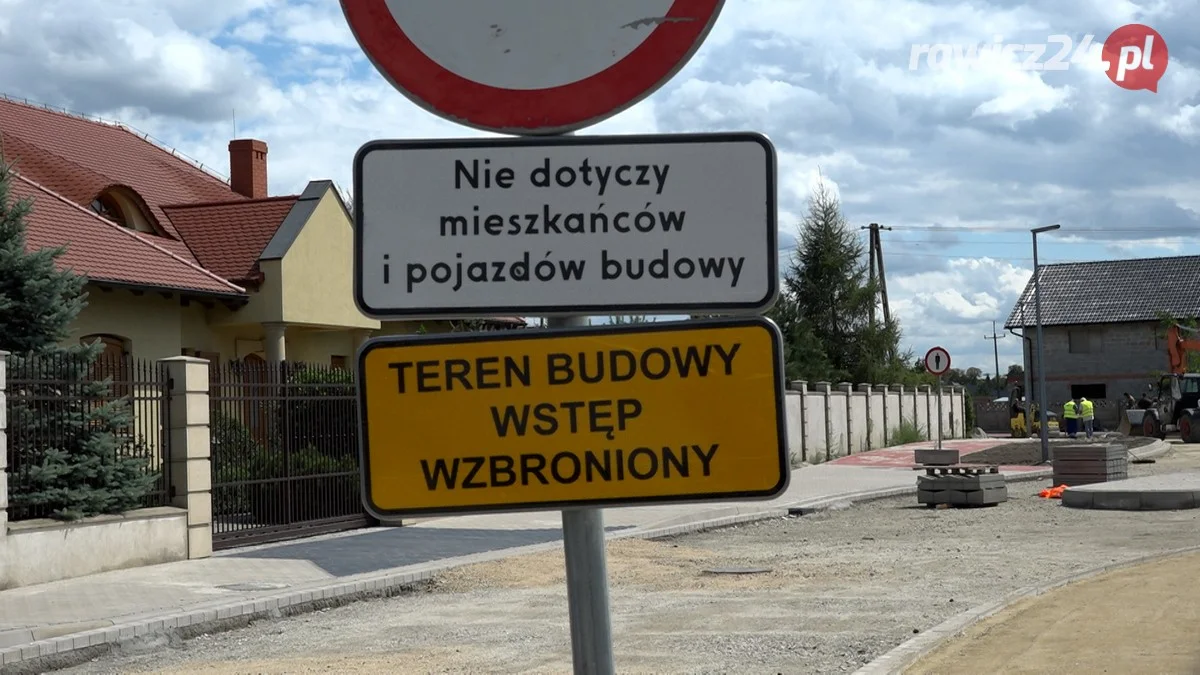 rawicz24.pl
Nie dotyczy
mieszkańców
i pojazdów budowy
TEREN BUDOWY
WSTĘP
WZBRONIONY